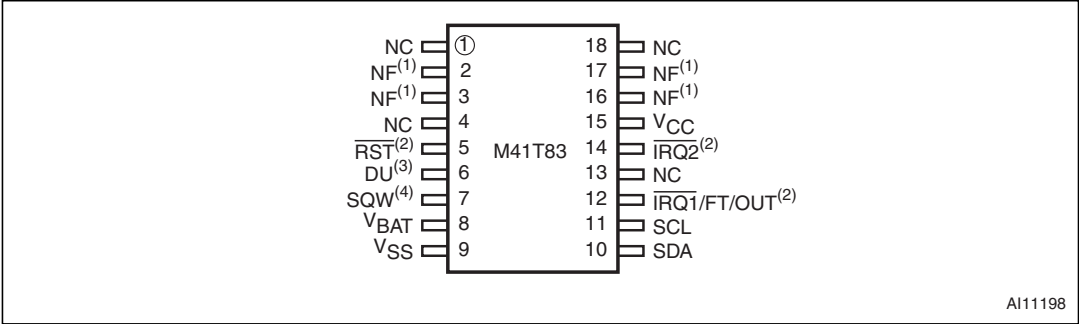 NC 1 18 NC
NF(1) 2 17 NF(1)
NF(1) 3 16 NF(1)
NC 4 15 VCC
RST(2) 5 M41T83 14 IRQ2(2)
DU(3) 6 13 NC
SQW(4) 7 12 IRQ1/FT/OUT(2)
VBAT 8 11 SCL
VSS 9 10 SDA
AI11198